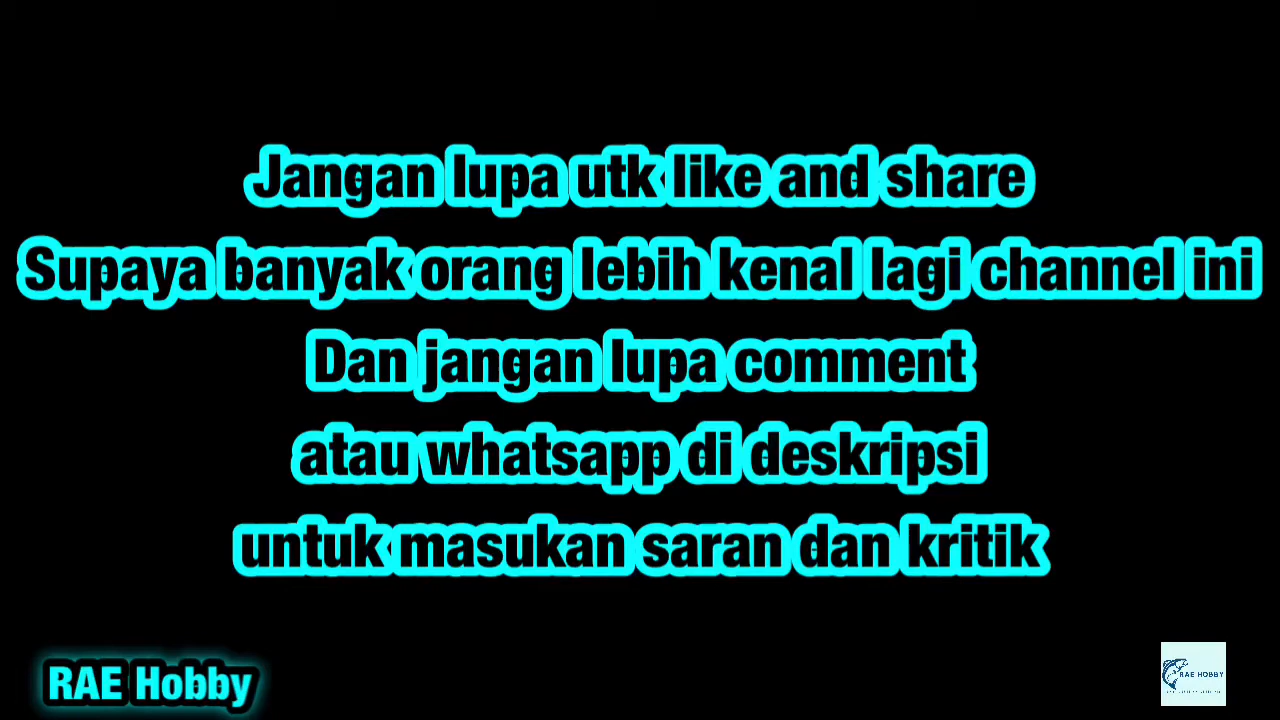 Jangan lupa utk like and share
Supaya banyak orang lebih kenal lagi channel ini
Dan jangan lupa comment
atau whatsapp di deskripsi
untuk masukan saran dan kritik
RAE Hobby
RAE HOBBY